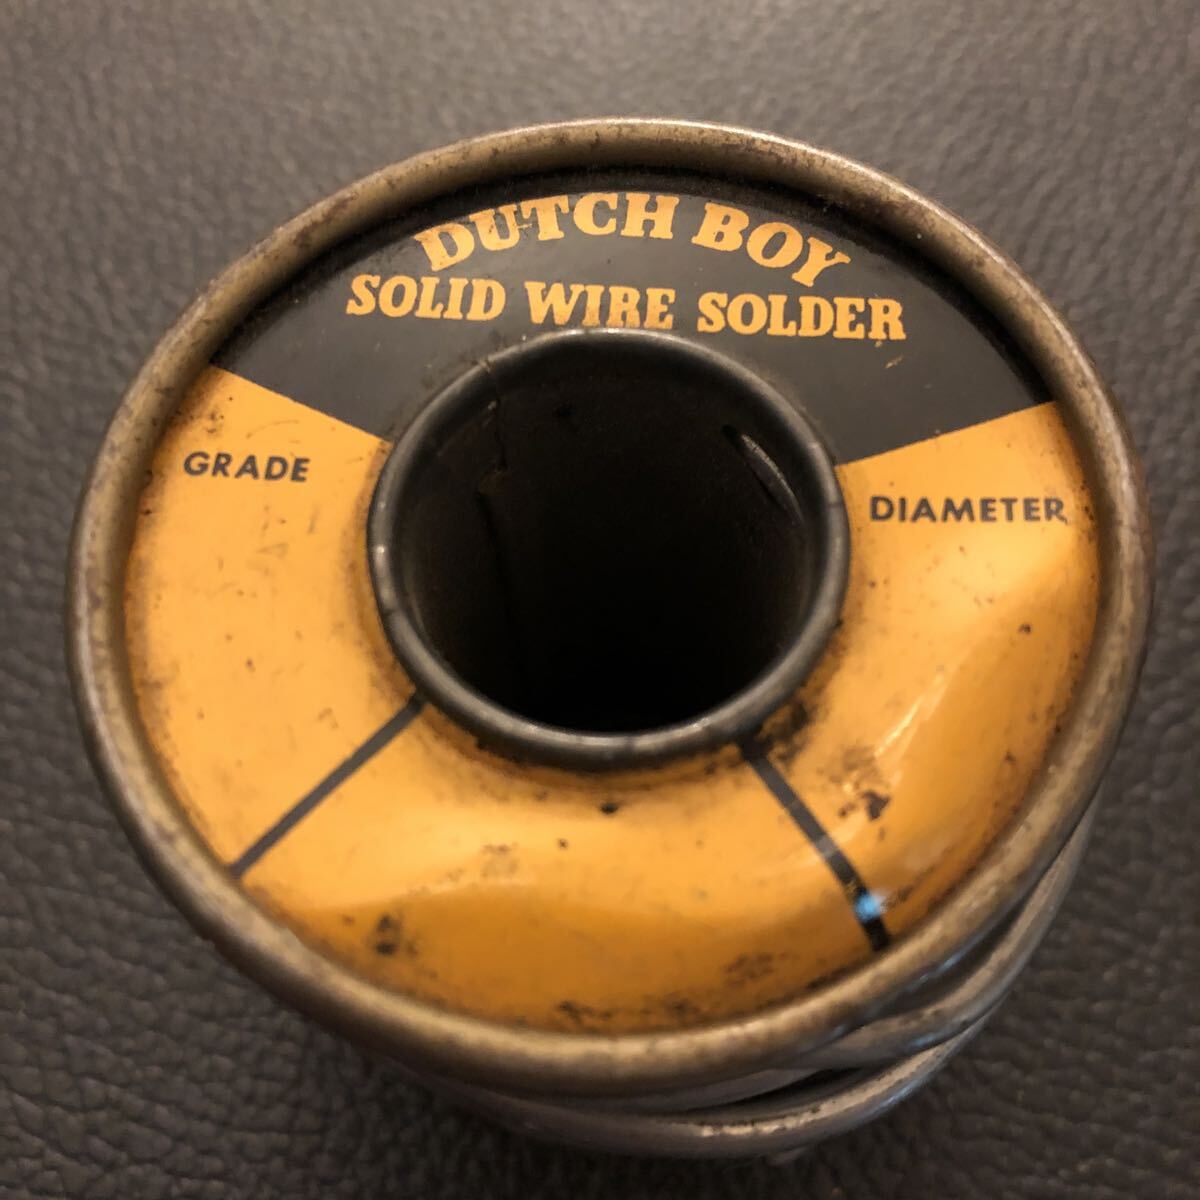 DUTCH BOY
SOLID WIRE SOLDER
GRADE
DIAMETER